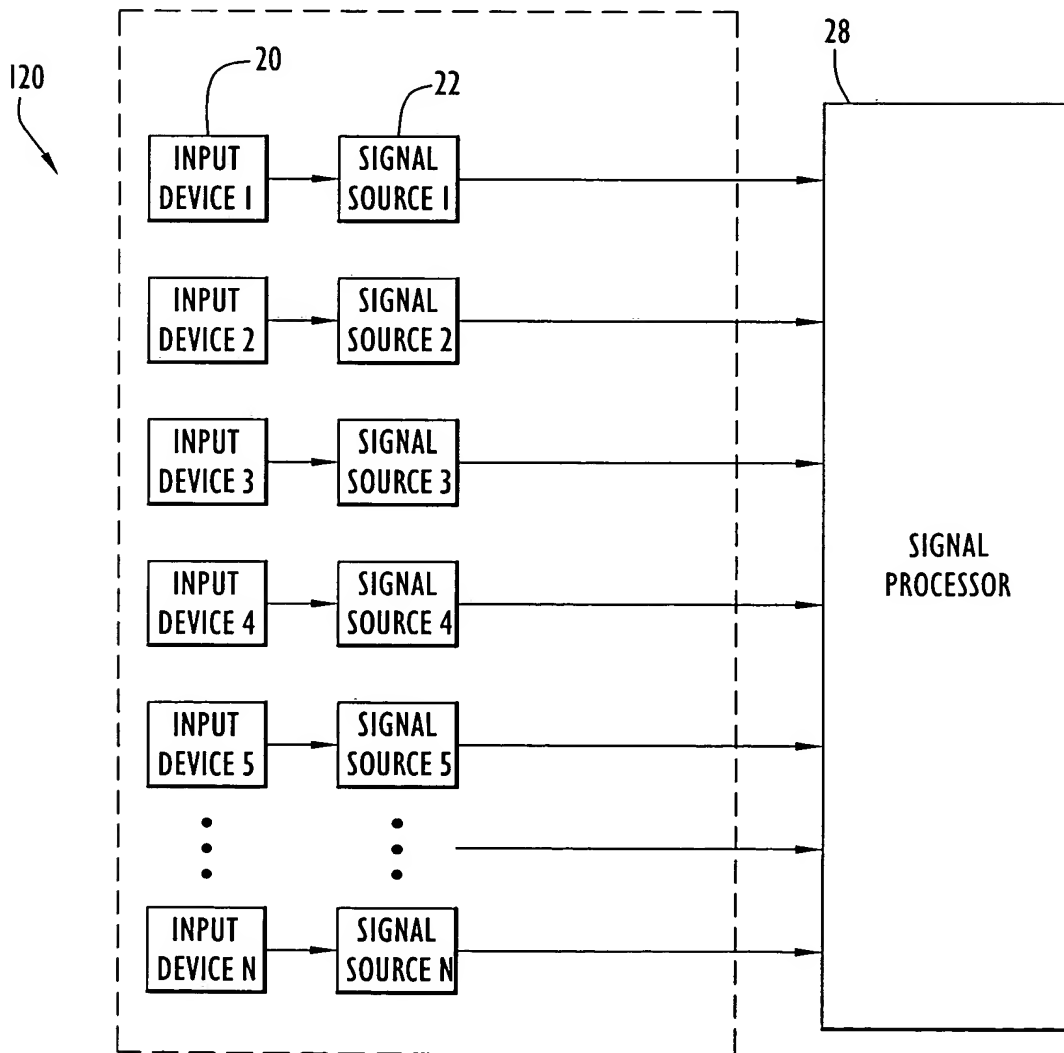 120
20
22
28
INPUT
DEVICE 1
SIGNAL
SOURCE 1
INPUT
DEVICE 2
SIGNAL
SOURCE 2
INPUT
DEVICE 3
SIGNAL
SOURCE 3
INPUT
DEVICE 4
SIGNAL
SOURCE 4
INPUT
DEVICE 5
SIGNAL
SOURCE 5
INPUT
DEVICE N
SIGNAL
SOURCE N
SIGNAL
PROCESSOR